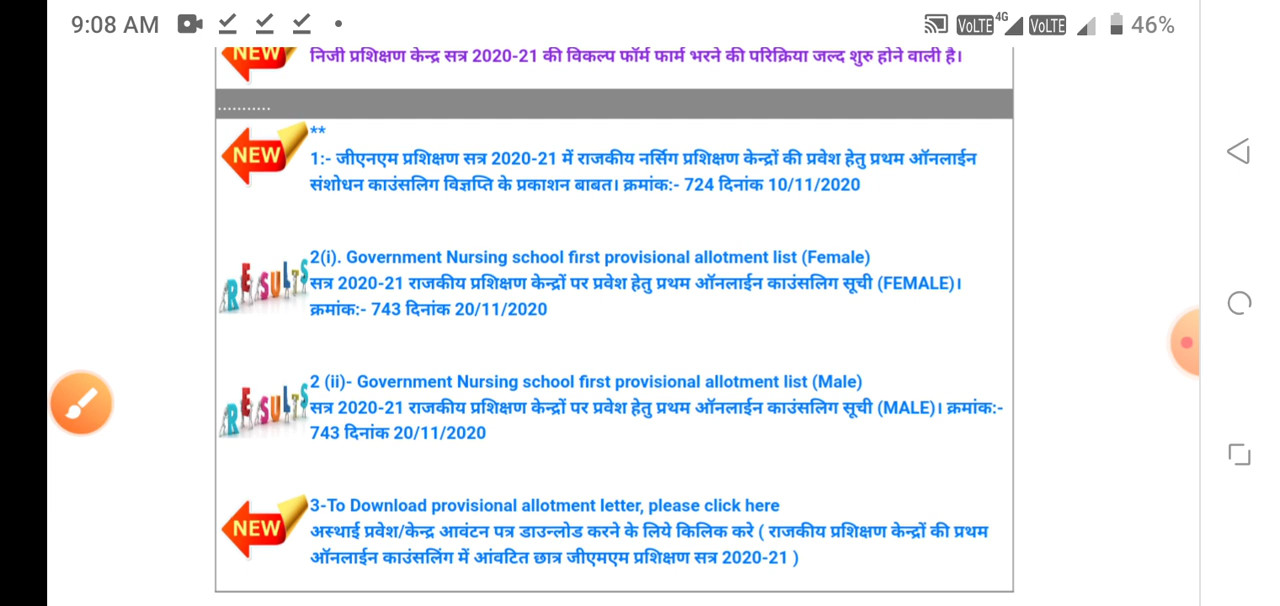 9:08 AM VoLTE 4G VoLTE 46%
NEW निजी प्रशिक्षण केन्द्र सत्र 2020-21 की विकल्प फॉर्म फार्म भरने की परिक्रिया जल्द शुरु होने वाली है।
...........
**
NEW
1:- जीएनएम प्रशिक्षण सत्र 2020-21 में राजकीय नर्सिग प्रशिक्षण केन्द्रों की प्रवेश हेतु प्रथम ऑनलाईन
संशोधन काउंसलिग विज्ञप्ति के प्रकाशन बाबत। क्रमांक:- 724 दिनांक 10/11/2020
2(i). Government Nursing school first provisional allotment list (Female)
RESULTS सत्र 2020-21 राजकीय प्रशिक्षण केन्द्रों पर प्रवेश हेतु प्रथम ऑनलाईन काउंसलिग सूची (FEMALE)।
क्रमांक:- 743 दिनांक 20/11/2020
2 (ii)- Government Nursing school first provisional allotment list (Male)
RESULTS सत्र 2020-21 राजकीय प्रशिक्षण केन्द्रों पर प्रवेश हेतु प्रथम ऑनलाईन काउंसलिग सूची (MALE)। क्रमांक:-
743 दिनांक 20/11/2020
3-To Download provisional allotment letter, please click here
NEW अस्थाई प्रवेश/केन्द्र आवंटन पत्र डाउन्लोड करने के लिये किलिक करे ( राजकीय प्रशिक्षण केन्द्रों की प्रथम
ऑनलाईन काउंसलिंग में आंवटित छात्र जीएमएम प्रशिक्षण सत्र 2020-21 )